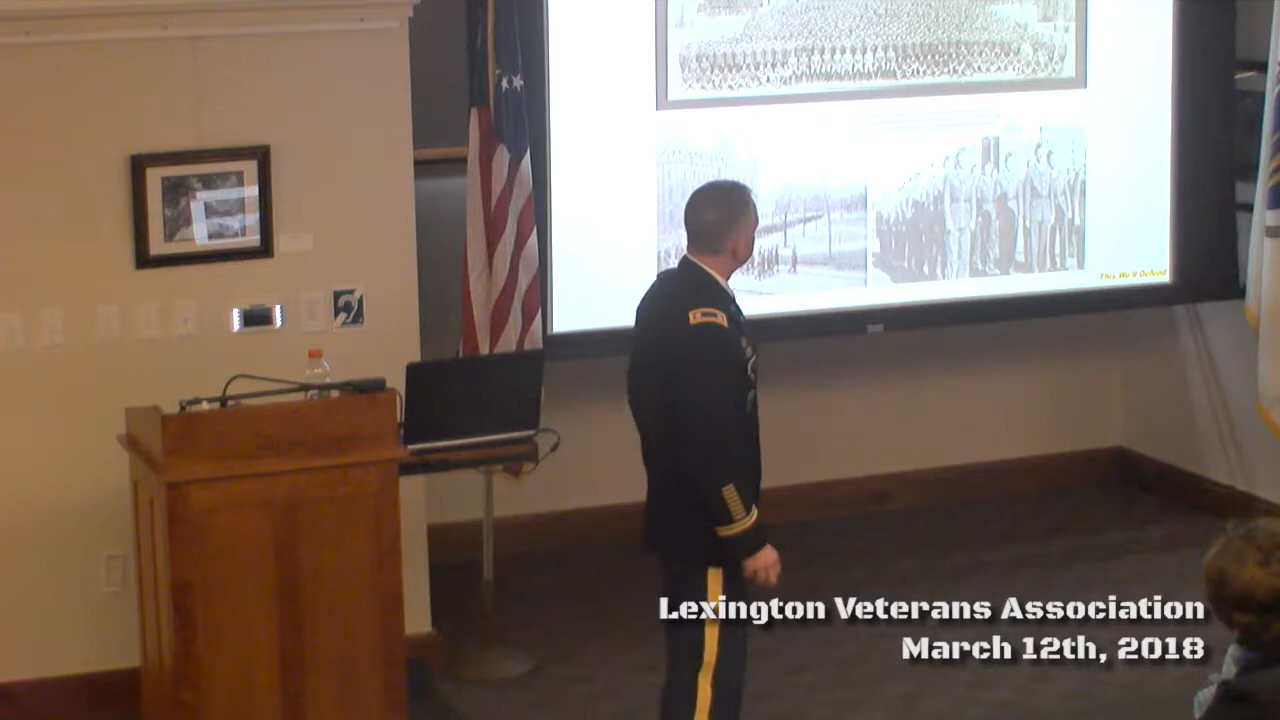 This We'll Defend
Lexington Veterans Association
March 12th, 2018